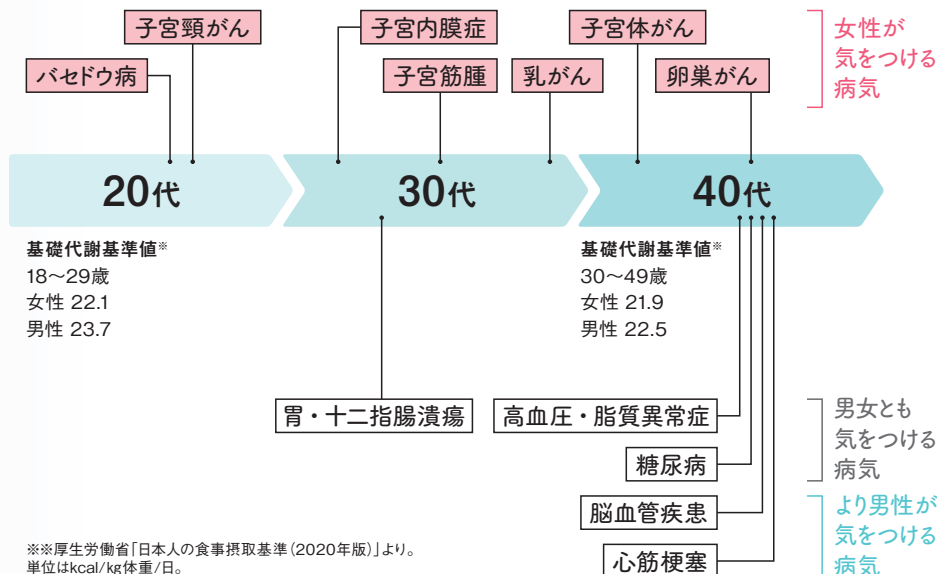 子宮頸がん
子宮内膜症
子宮体がん
女性が
気をつける
病気
バセドウ病
子宮筋腫
乳がん
卵巣がん
20代
30代
40代
基礎代謝基準値※
18〜29歳
女性 22.1
男性 23.7
基礎代謝基準値※
30〜49歳
女性 21.9
男性 22.5
胃・十二指腸潰瘍
高血圧・脂質異常症
糖尿病
男女とも
気をつける
病気
脳血管疾患
心筋梗塞
より男性が
気をつける
病気
※※厚生労働省「日本人の食事摂取基準（2020年版）」より。
単位はkcal/kg体重/日。